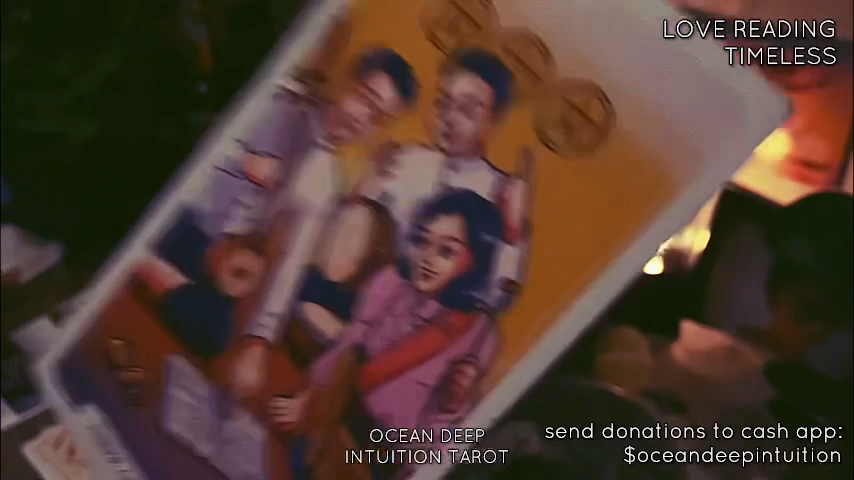 LOVE READING
TIMELESS
OCEAN DEEP
INTUITION TAROT
send donations to cash app:
$oceandeepintuition